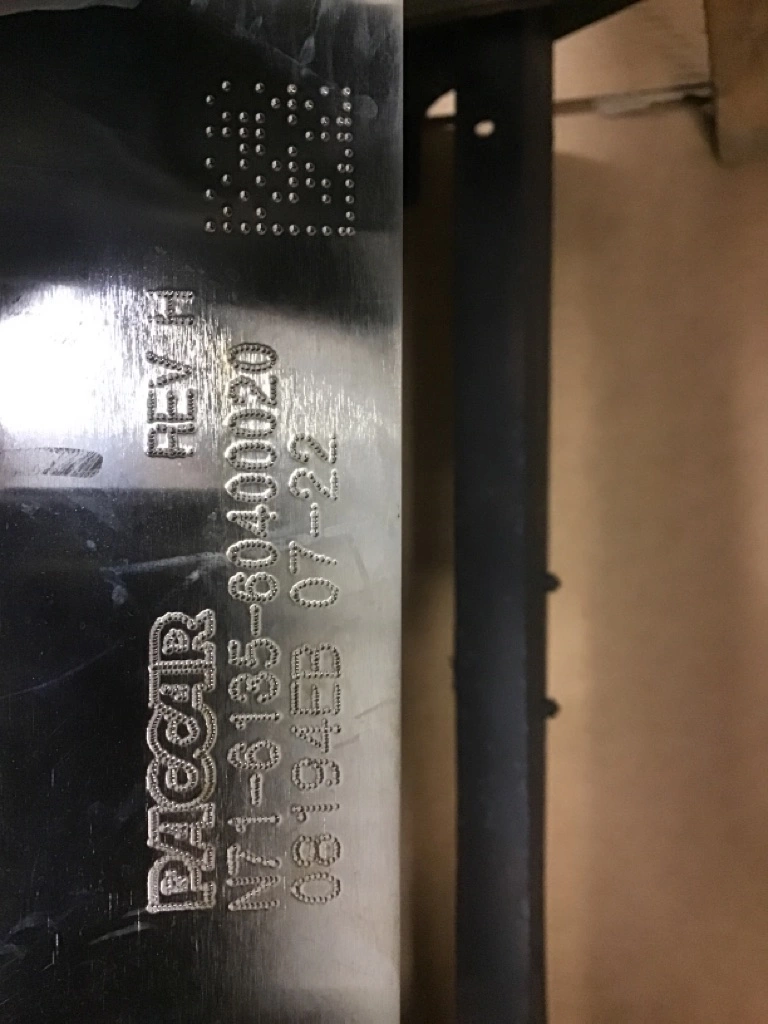 PACCAR REV H
N71-6135-60400020
08194EB 07-22